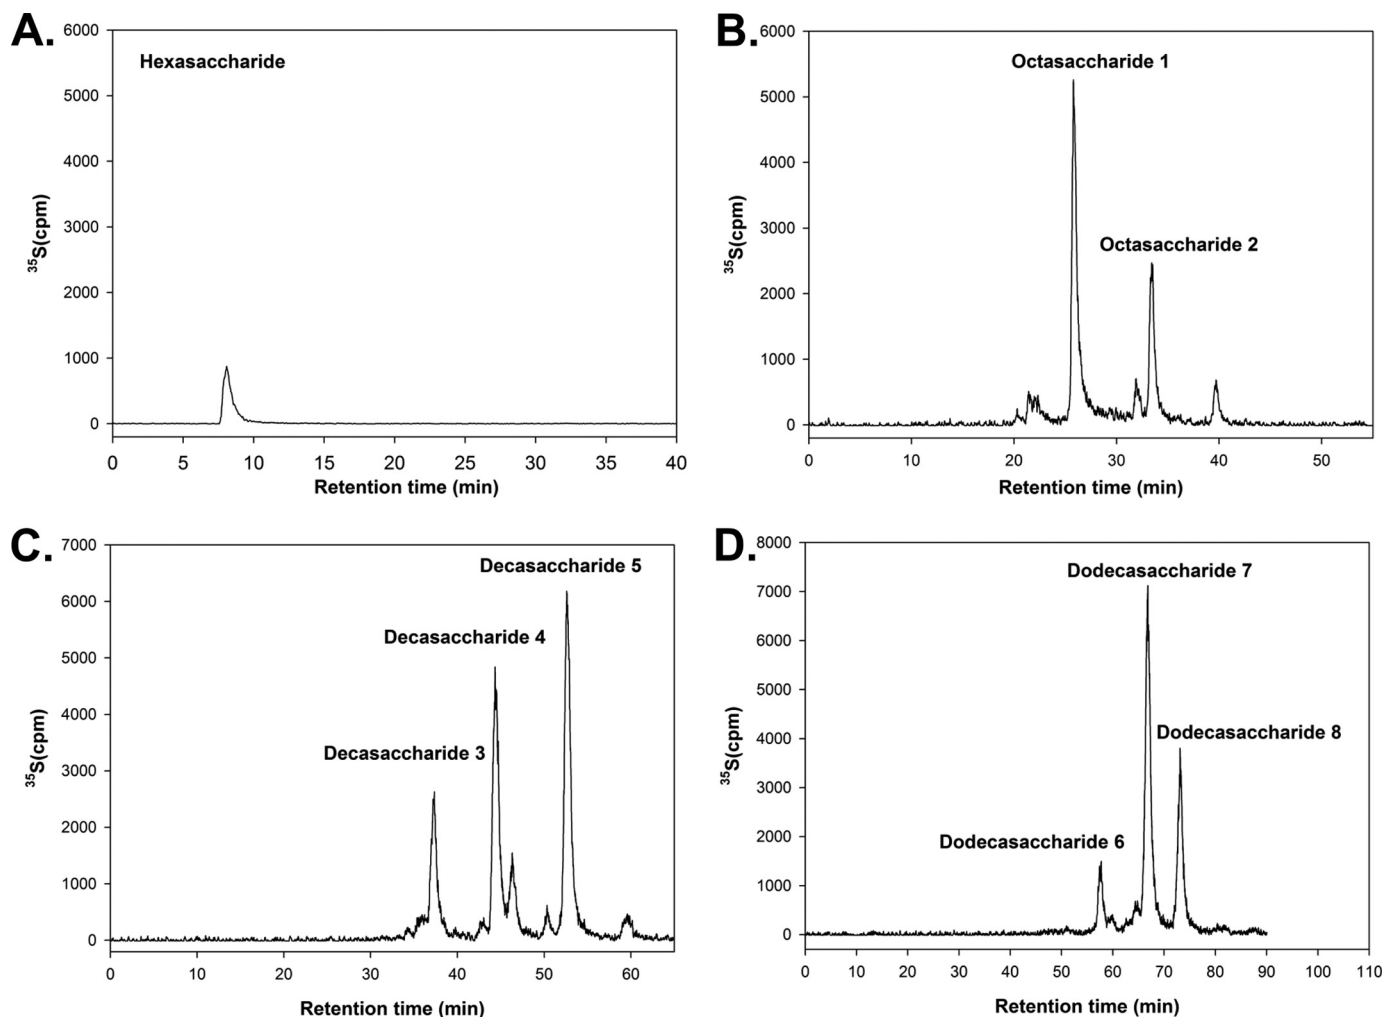 A.
6000
Hexasaccharide
5000
4000
3000
2000
1000
0
35S(cpm)
0 5 10 15 20 25 30 35 40
Retention time (min)
B.
6000
Octasaccharide 1
5000
4000
3000
Octasaccharide 2
2000
1000
0
35S(cpm)
0 10 20 30 40 50
Retention time (min)
C.
7000
Decasaccharide 5
6000
Decasaccharide 4
5000
4000
Decasaccharide 3
3000
2000
1000
0
35S(cpm)
0 10 20 30 40 50 60
Retention time (min)
D.
8000
Dodecasaccharide 7
7000
6000
5000
Dodecasaccharide 8
4000
3000
Dodecasaccharide 6
2000
1000
0
35S(cpm)
0 10 20 30 40 50 60 70 80 90 100 110
Retention time (min)